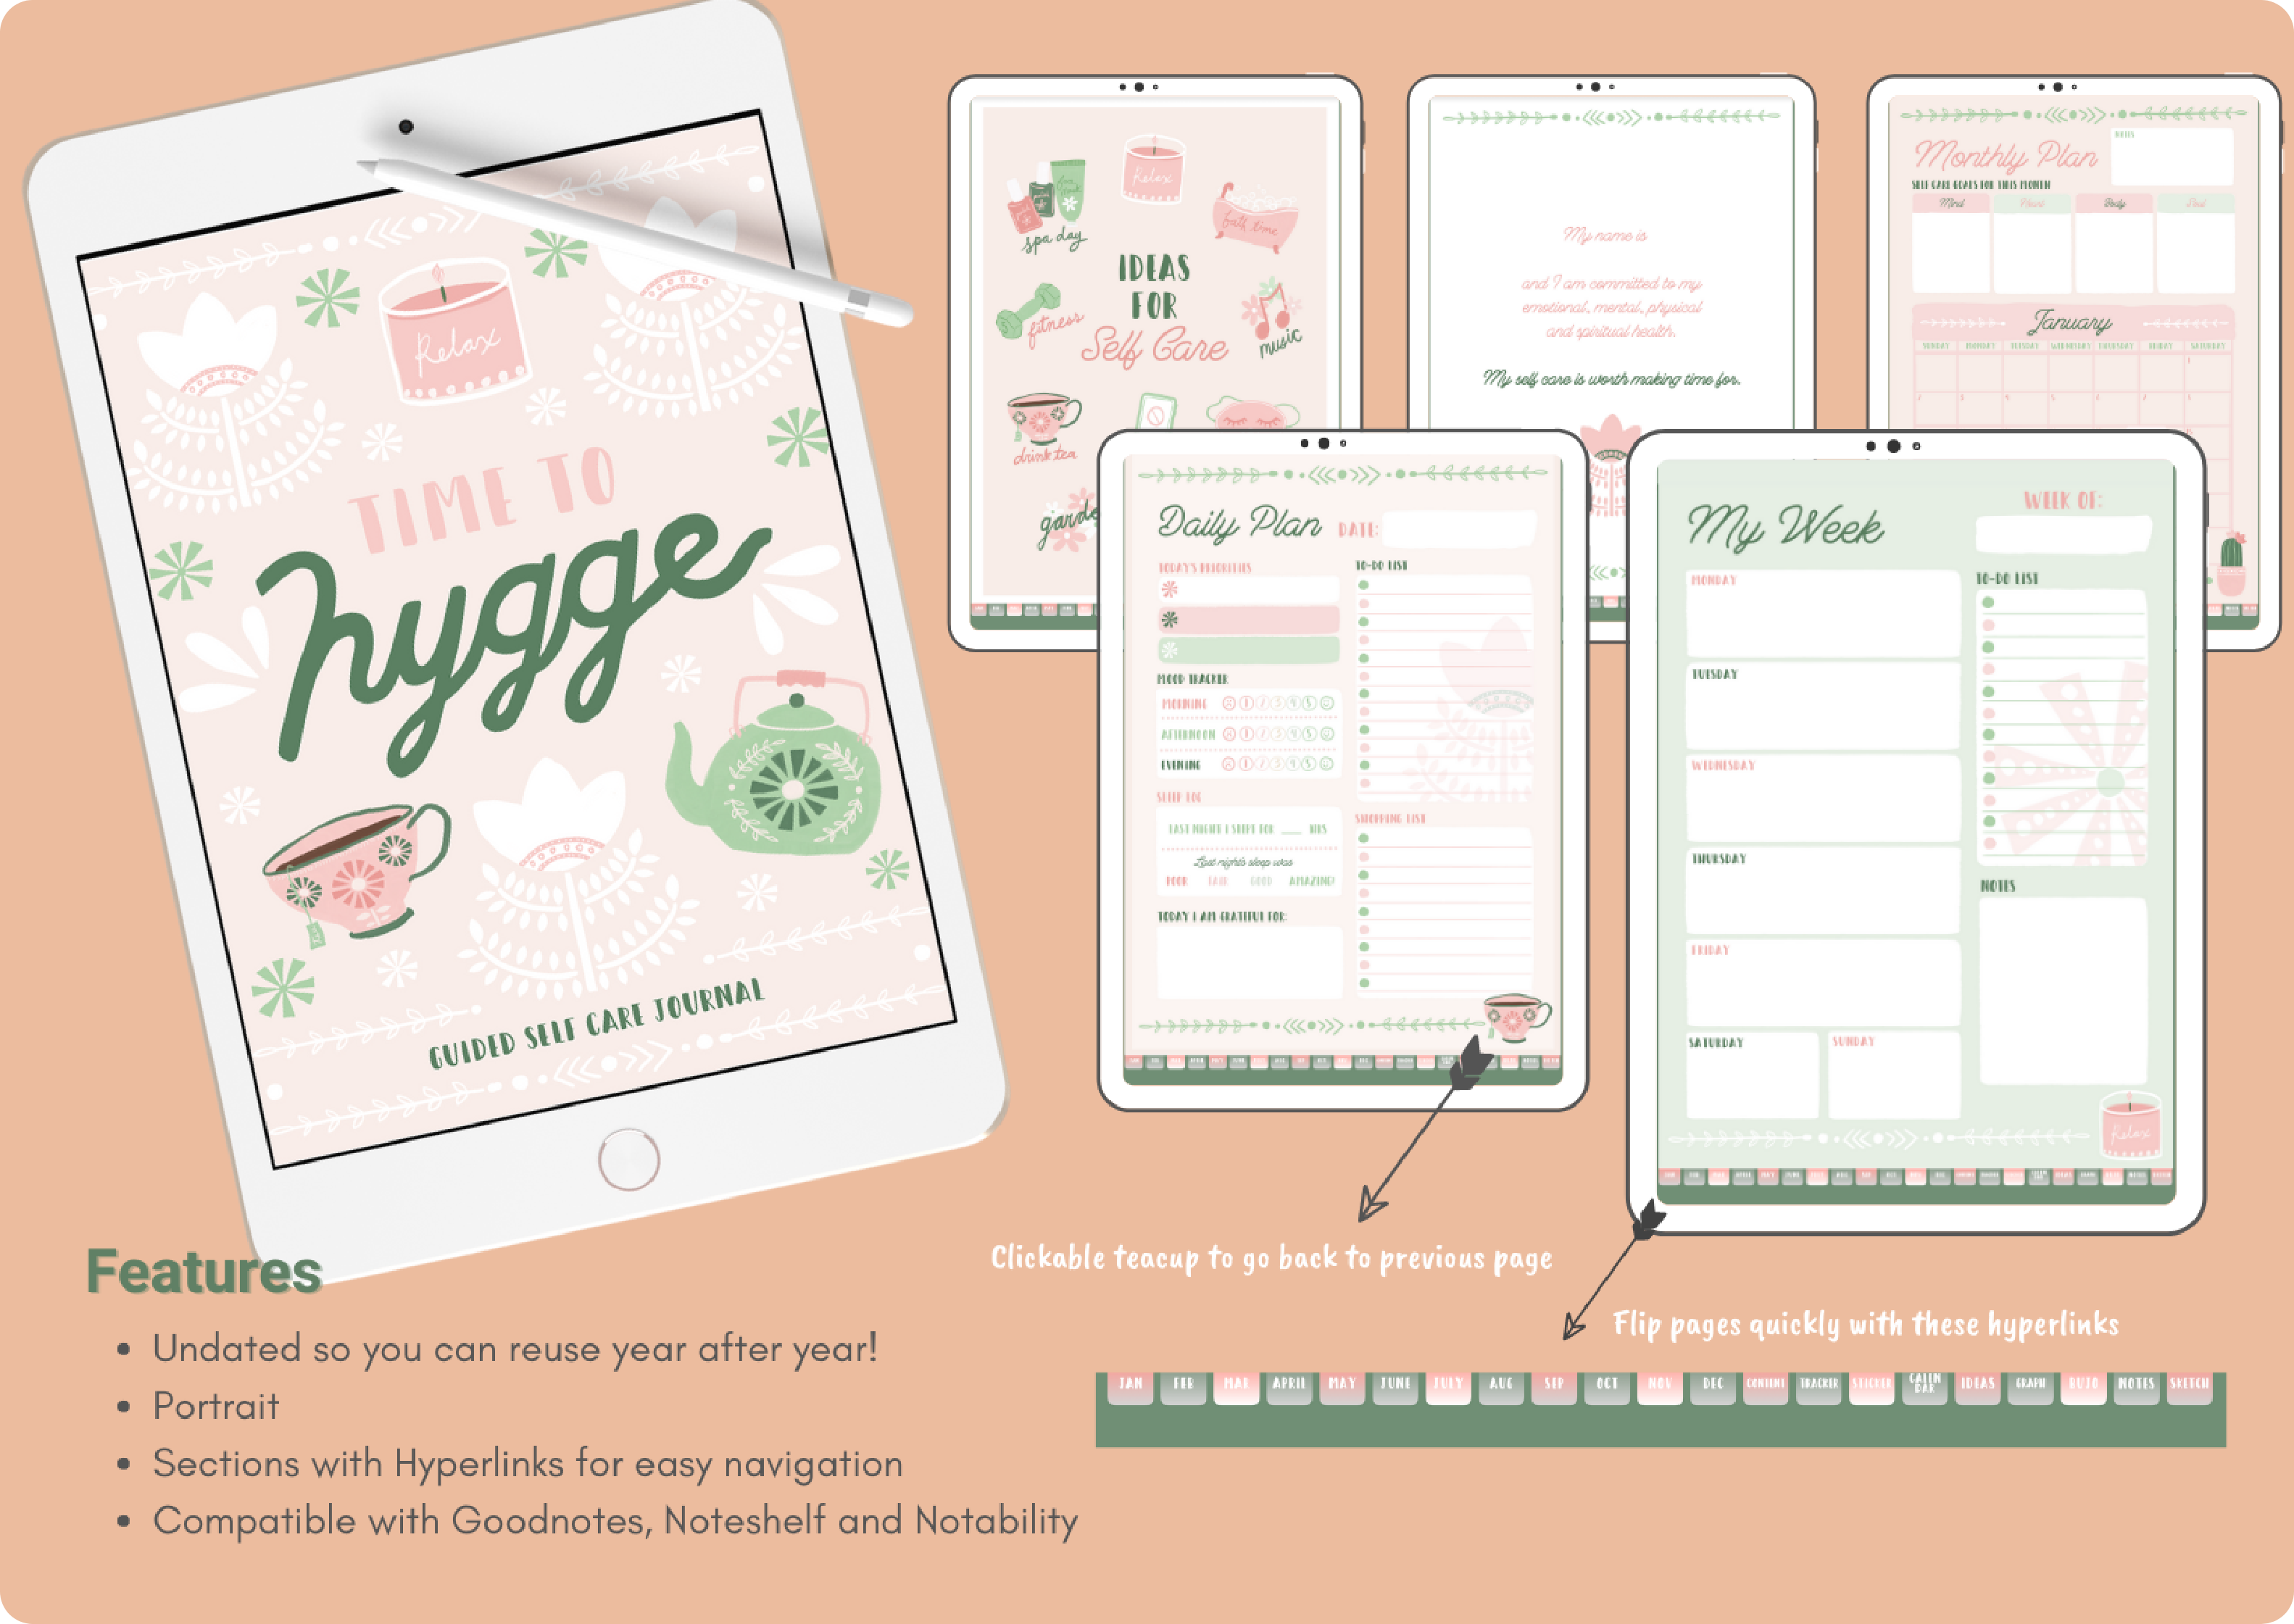 Relax
TIME TO
hygge
GUIDED SELF CARE JOURNAL
Relax
spa day
bath time
IDEAS
FOR
Self Care
fitness
music
drink tea
My name is
and I am committed to my
emotional, mental, physical
and spiritual health.
My self care is worth making time for.
Monthly Plan
NOTES
SELF CARE GOALS FOR THIS MONTH
Mind
Heart
Body
Soul
January
SUNDAY MONDAY TUESDAY WEDNESDAY THURSDAY FRIDAY SATURDAY
Daily Plan
DATE:
TODAY'S PRIORITIES
TO-DO LIST
MOOD TRACKER
MORNING
AFTERNOON
EVENING
SLEEP LOG
LAST NIGHT I SLEPT FOR ___ HRS
Last night's sleep was
POOR FAIR GOOD AMAZING!
TODAY I AM GRATEFUL FOR:
SHOPPING LIST
My Week
WEEK OF:
MONDAY
TUESDAY
WEDNESDAY
THURSDAY
FRIDAY
SATURDAY
SUNDAY
TO-DO LIST
NOTES
Relax
Clickable teacup to go back to previous page
Flip pages quickly with these hyperlinks
JAN FEB MAR APRIL MAY JUNE JULY AUG SEP OCT NOV DEC CONTENT TRACKER STICKER CALEN DAR IDEAS GRAPH BUJO NOTES SKETCH
Features
• Undated so you can reuse year after year!
• Portrait
• Sections with Hyperlinks for easy navigation
• Compatible with Goodnotes, Noteshelf and Notability